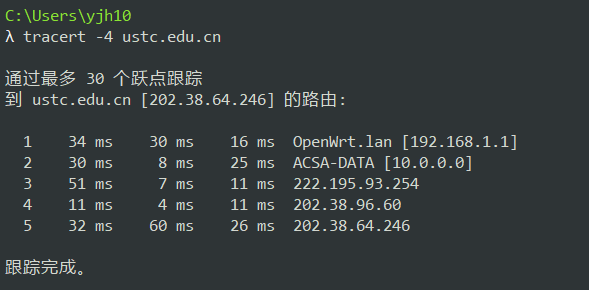 C:\Users\yjh10
λ tracert -4 ustc.edu.cn
通过最多 30 个跃点跟踪
到 ustc.edu.cn [202.38.64.246] 的路由:
1 34 ms 30 ms 16 ms OpenWrt.lan [192.168.1.1]
2 30 ms 8 ms 25 ms ACSA-DATA [10.0.0.0]
3 51 ms 7 ms 11 ms 222.195.93.254
4 11 ms 4 ms 11 ms 202.38.96.60
5 32 ms 60 ms 26 ms 202.38.64.246
跟踪完成。